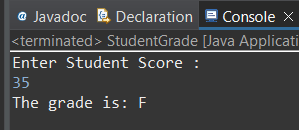 @ Javadoc Declaration Console
<terminated> StudentGrade [Java Applicati
Enter Student Score :
35
The grade is: F